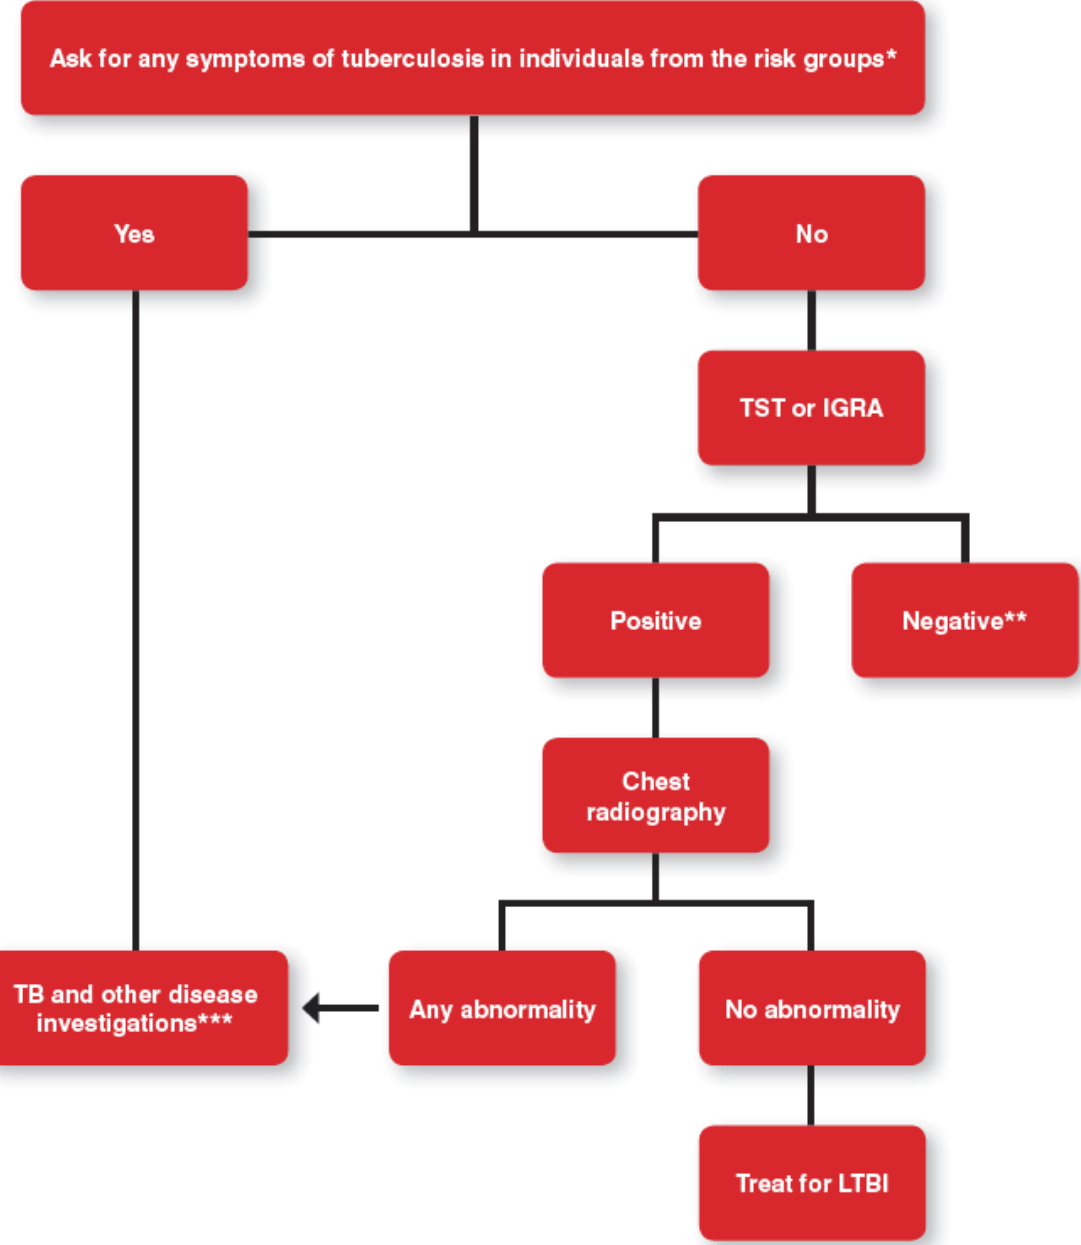 Ask for any symptoms of tuberculosis in individuals from the risk groups*
Yes
No
TST or IGRA
Positive
Negative**
Chest
radiography
TB and other disease
investigations***
Any abnormality
No abnormality
Treat for LTBI